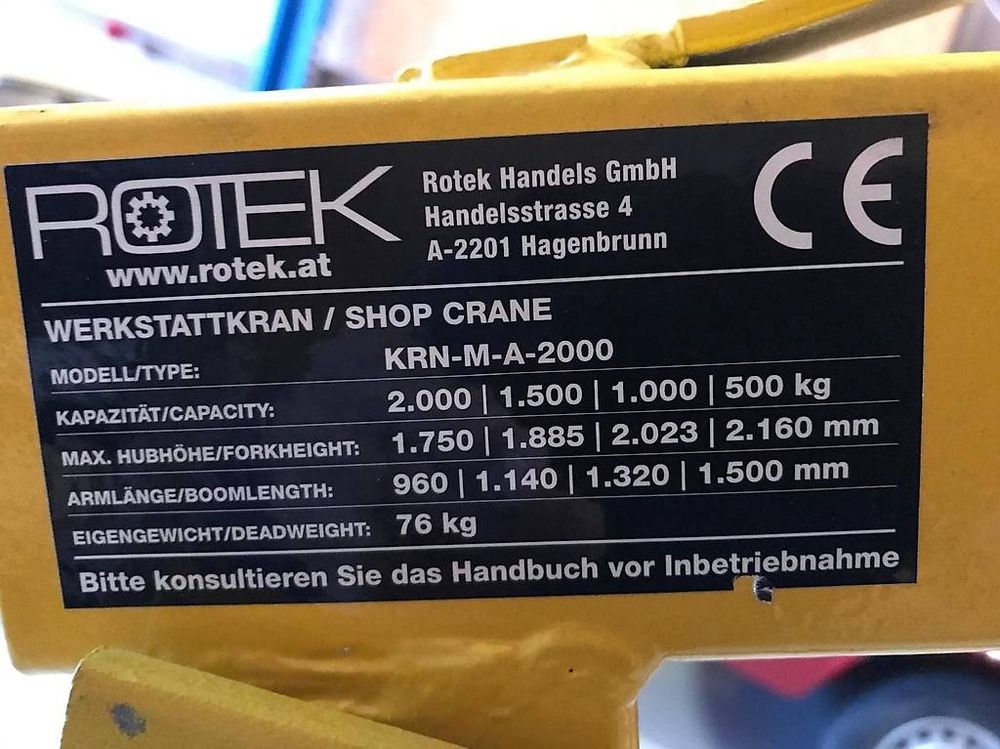 ROTEK
www.rotek.at
Rotek Handels GmbH
Handelsstrasse 4
A-2201 Hagenbrunn
CE
WERKSTATTKRAN / SHOP CRANE
MODELL/TYPE: KRN-M-A-2000
KAPAZITÄT/CAPACITY: 2.000 | 1.500 | 1.000 | 500 kg
MAX. HUBHÖHE/FORKHEIGHT: 1.750 | 1.885 | 2.023 | 2.160 mm
ARMLÄNGE/BOOMLENGTH: 960 | 1.140 | 1.320 | 1.500 mm
EIGENGEWICHT/DEADWEIGHT: 76 kg
Bitte konsultieren Sie das Handbuch vor Inbetriebnahme